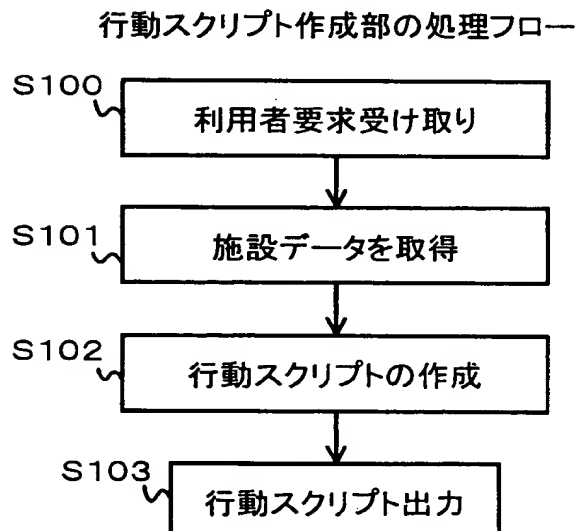 行動スクリプト作成部の処理フロー
S100
利用者要求受け取り
S101
施設データを取得
S102
行動スクリプトの作成
S103
行動スクリプト出力